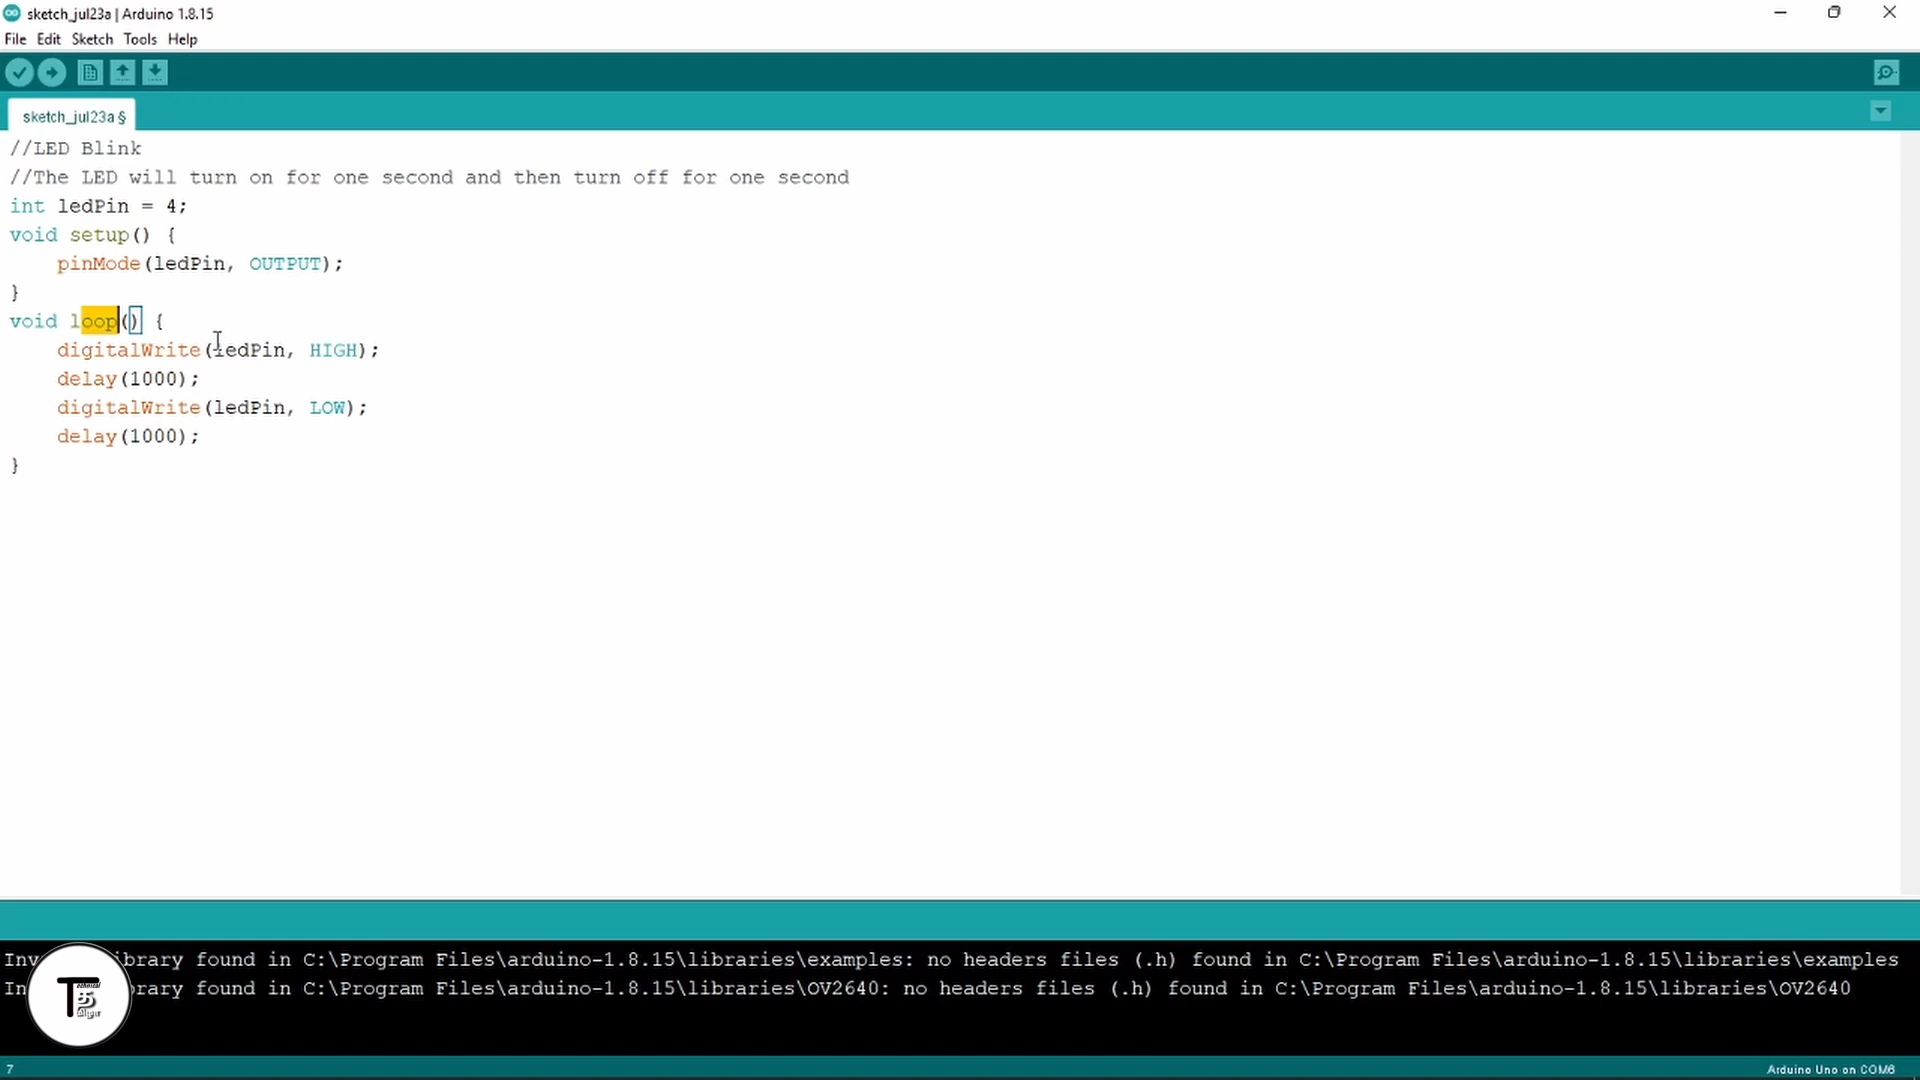 sketch_jul23a | Arduino 1.8.15
File Edit Sketch Tools Help
sketch_jul23a §
//LED Blink
//The LED will turn on for one second and then turn off for one second
int ledPin = 4;
void setup() {
pinMode(ledPin, OUTPUT);
}
void loop() {
digitalWrite(ledPin, HIGH);
delay(1000);
digitalWrite(ledPin, LOW);
delay(1000);
}
found in C:\Program Files\arduino-1.8.15\libraries\examples: no headers files (.h) found in C:\Program Files\arduino-1.8.15\libraries\examples
found in C:\Program Files\arduino-1.8.15\libraries\OV2640: no headers files (.h) found in C:\Program Files\arduino-1.8.15\libraries\OV2640
7
Arduino Uno on COM6